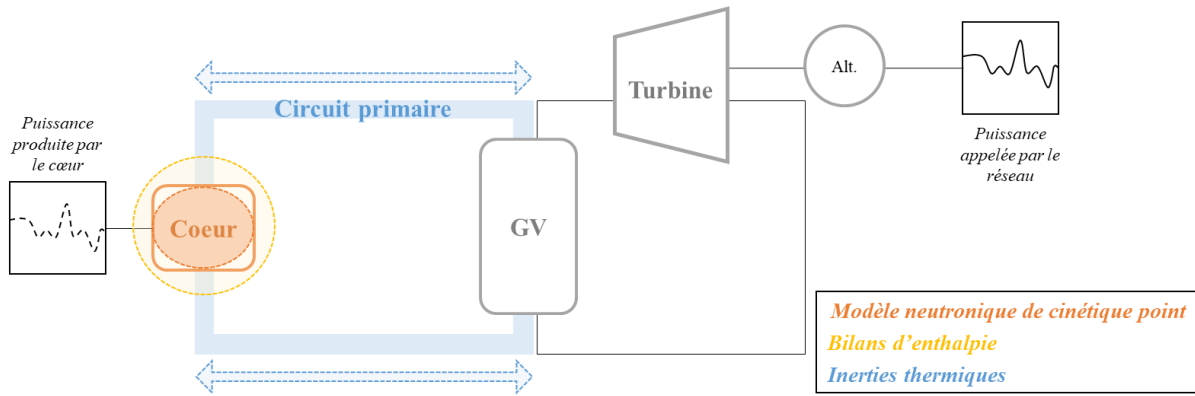 Puissance
produite par
le cœur
Circuit primaire
Coeur
GV
Turbine
Alt.
Puissance
appelée par le
réseau
Modèle neutronique de cinétique point
Bilans d’enthalpie
Inerties thermiques